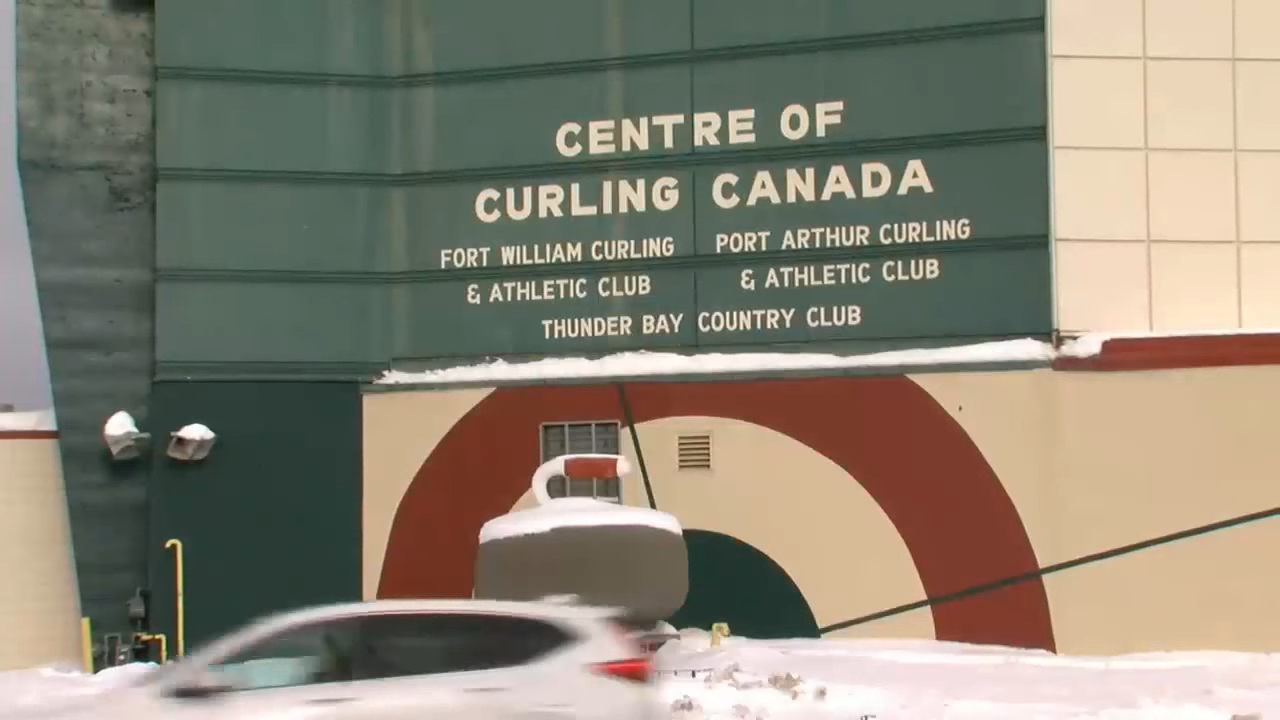 CENTRE OF
CURLING CANADA
FORT WILLIAM CURLING
& ATHLETIC CLUB
PORT ARTHUR CURLING
& ATHLETIC CLUB
THUNDER BAY COUNTRY CLUB